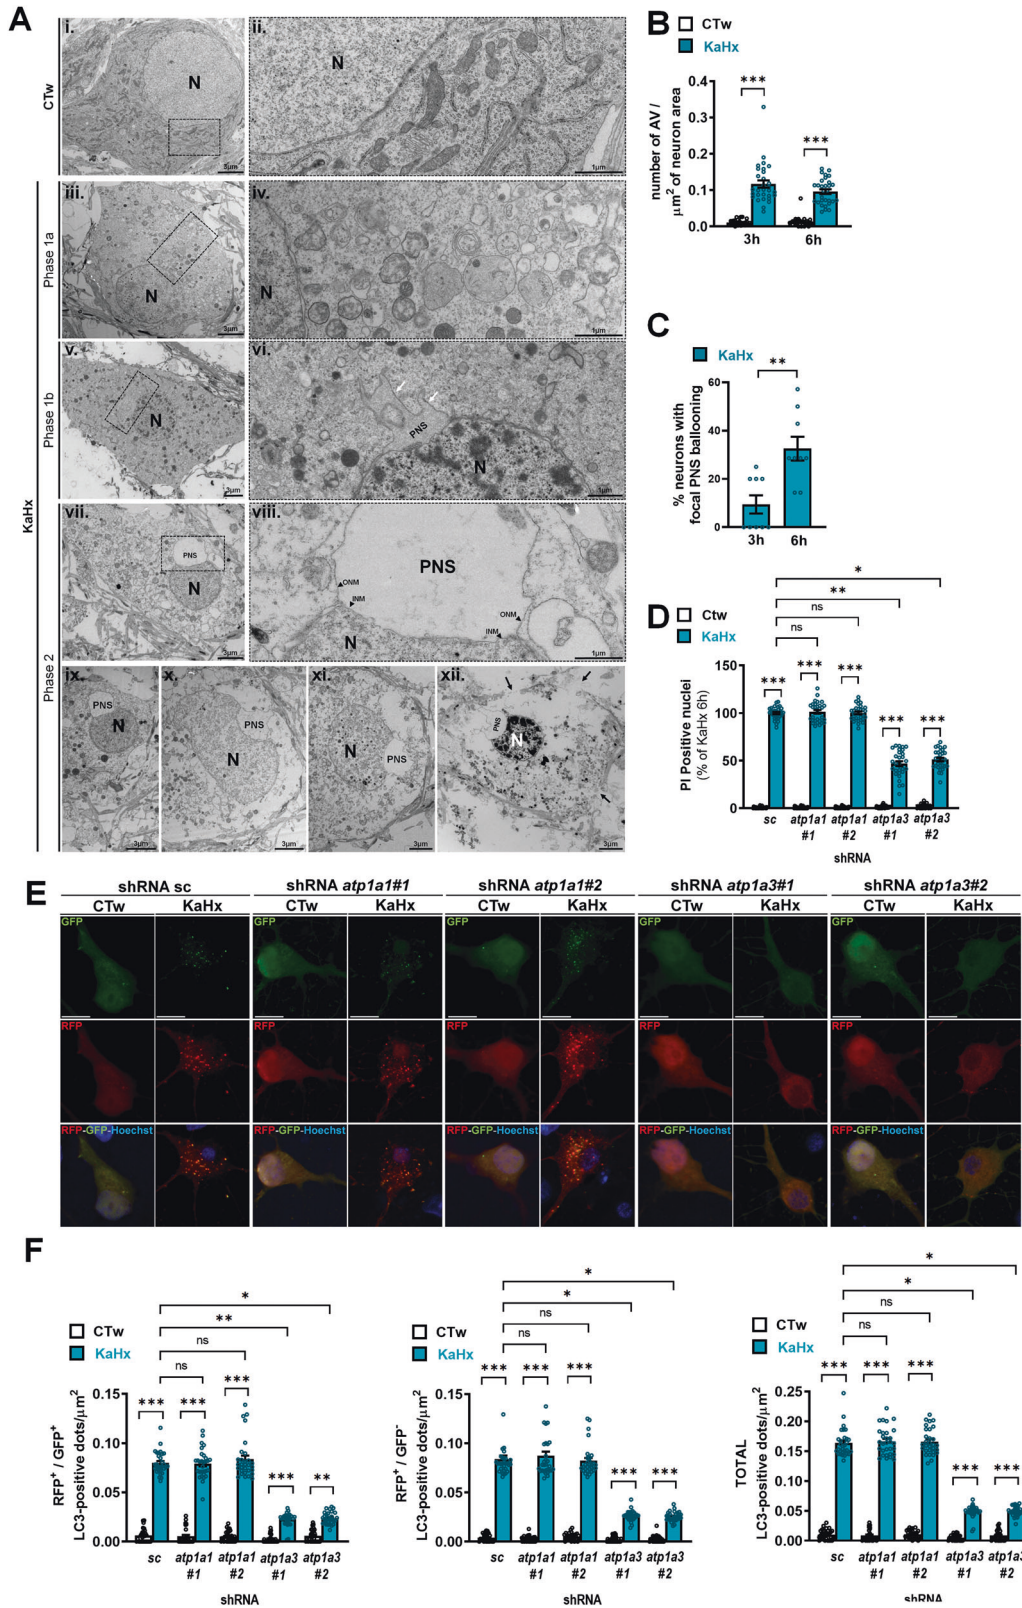 A
CTw
i.
N
3μm
ii.
N
1μm
KaHx
Phase 1a
iii.
N
3μm
iv.
N
1μm
Phase 1b
v.
N
3μm
vi.
PNS
N
1μm
Phase 2
vii.
PNS
N
3μm
viii.
PNS
ONM
INM
ONM
INM
N
1μm
ix.
PNS
N
3μm
x.
N
PNS
3μm
xi.
N
PNS
3μm
xii.
PNS
N
3μm
B
CTw
KaHx
number of AV /
μm² of neuron area
0.4
0.3
0.2
0.1
0.0
***
***
3h 6h
C
KaHx
% neurons with
focal PNS ballooning
60
40
20
0
**
3h 6h
D
Ctw
KaHx
*
**
ns
ns
*** *** *** *** ***
PI Positive nuclei
(% of KaHx 6h)
150
100
50
0
sc atp1a1 atp1a1 atp1a3 atp1a3
#1 #2 #1 #2
shRNA
E
shRNA sc shRNA atp1a1#1 shRNA atp1a1#2 shRNA atp1a3#1 shRNA atp1a3#2
CTw KaHx CTw KaHx CTw KaHx CTw KaHx CTw KaHx
GFP GFP GFP GFP GFP
RFP RFP RFP RFP RFP
RFP-GFP-Hoechst RFP-GFP-Hoechst RFP-GFP-Hoechst RFP-GFP-Hoechst RFP-GFP-Hoechst
F
CTw
KaHx
*
**
ns
ns
*** *** *** *** **
RFP⁺ / GFP⁺
LC3-positive dots/μm²
0.15
0.10
0.05
0.00
sc atp1a1 atp1a1 atp1a3 atp1a3
#1 #2 #1 #2
shRNA
CTw
KaHx
*
*
ns
ns
*** *** *** *** ***
RFP⁺ / GFP⁻
LC3-positive dots/μm²
0.15
0.10
0.05
0.00
sc atp1a1 atp1a1 atp1a3 atp1a3
#1 #2 #1 #2
shRNA
CTw
KaHx
*
*
ns
ns
*** *** *** *** ***
TOTAL
LC3-positive dots/μm²
0.25
0.20
0.15
0.10
0.05
0.00
sc atp1a1 atp1a1 atp1a3 atp1a3
#1 #2 #1 #2
shRNA